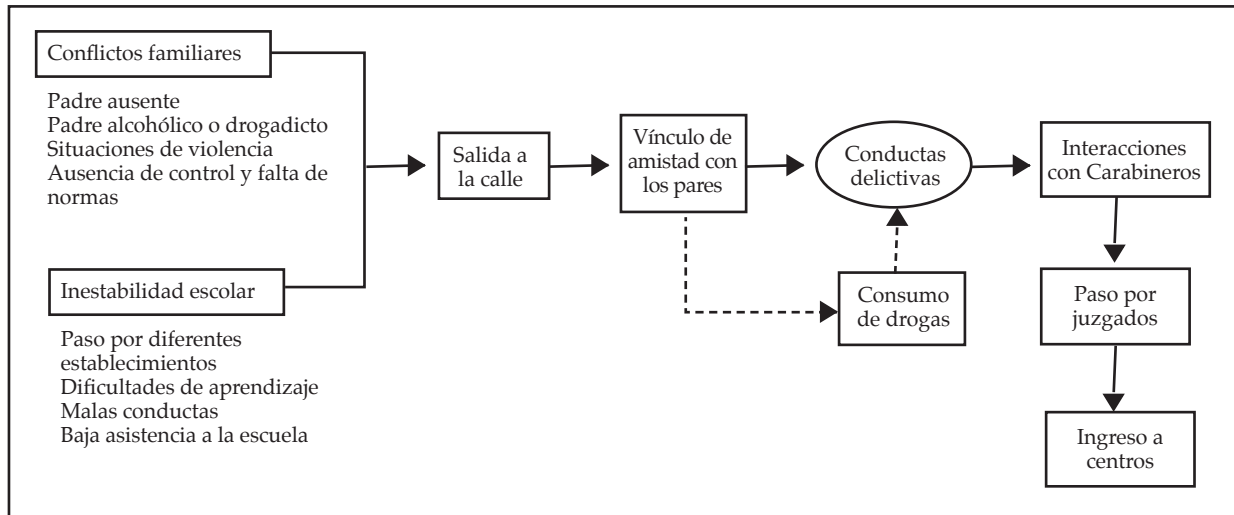 Conflictos familiares
Padre ausente
Padre alcohólico o drogadicto
Situaciones de violencia
Ausencia de control y falta de
normas
Inestabilidad escolar
Paso por diferentes
establecimientos
Dificultades de aprendizaje
Malas conductas
Baja asistencia a la escuela
Salida a
la calle
Vínculo de
amistad con
los pares
Conductas
delictivas
Consumo
de drogas
Interacciones
con Carabineros
Paso por
juzgados
Ingreso a
centros